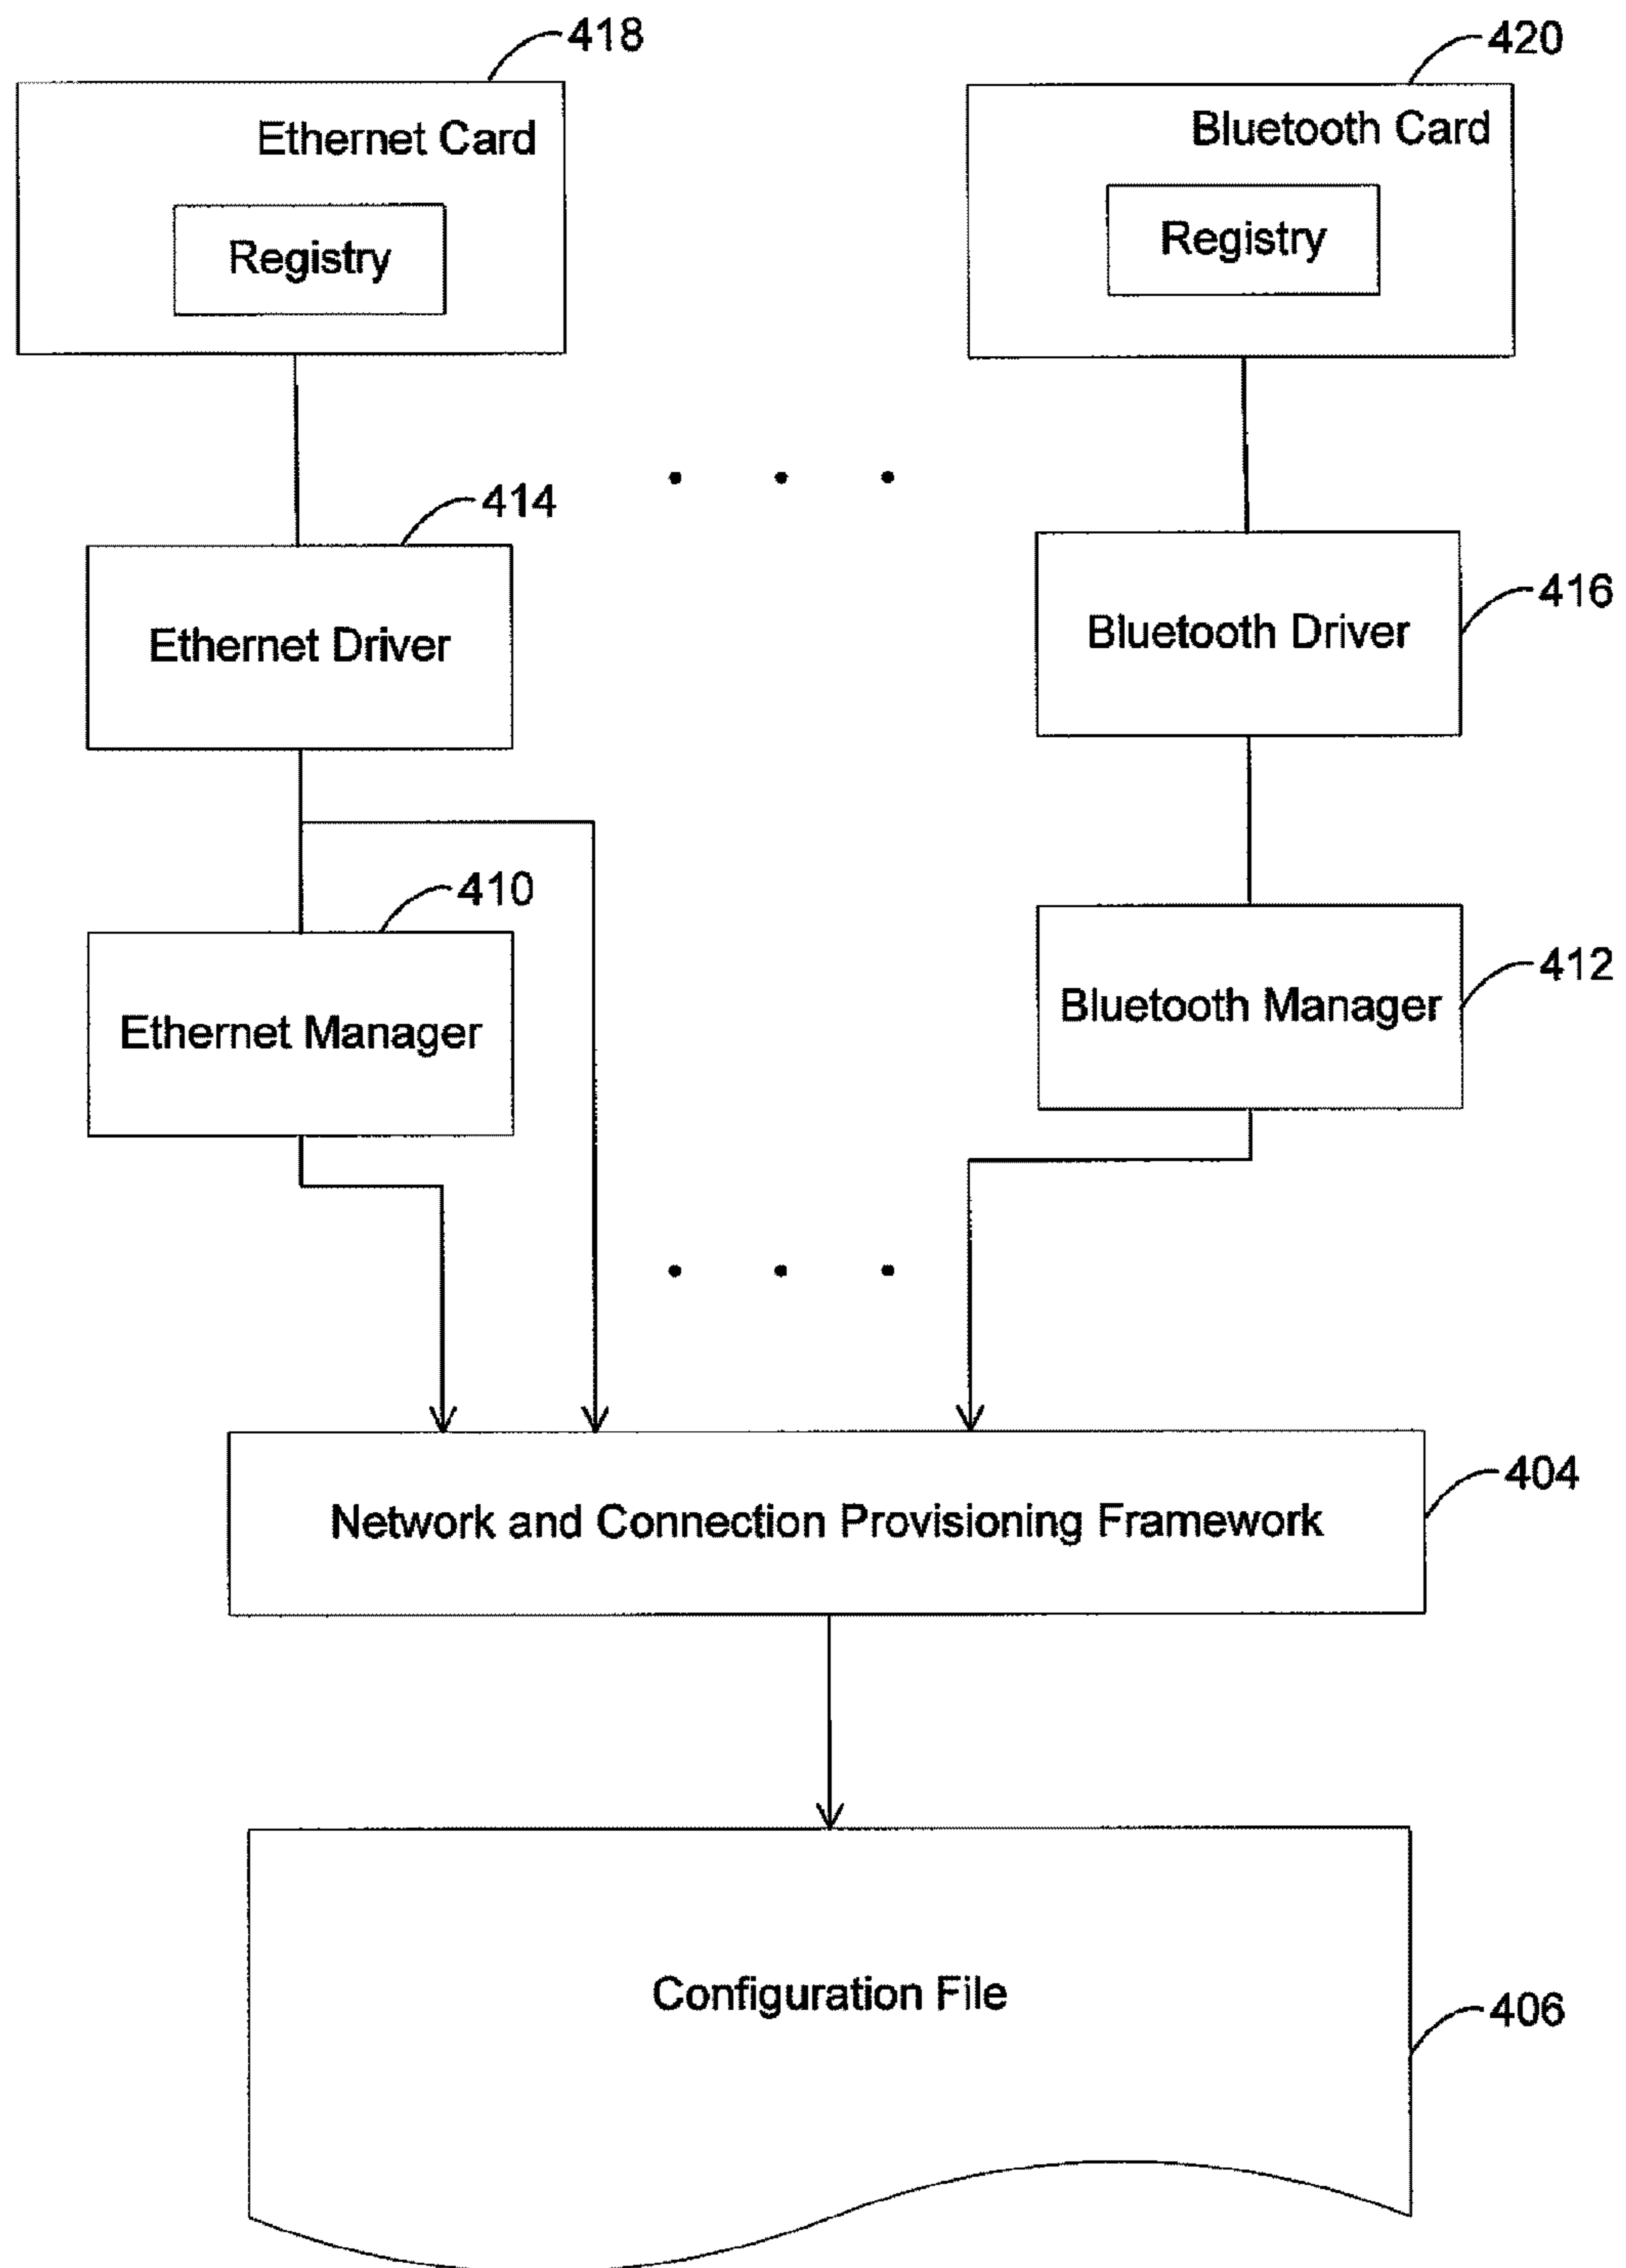 418
420
Ethernet Card
Bluetooth Card
Registry
Registry
414
416
Ethernet Driver
Bluetooth Driver
410
412
Ethernet Manager
Bluetooth Manager
404
Network and Connection Provisioning Framework
Configuration File
406